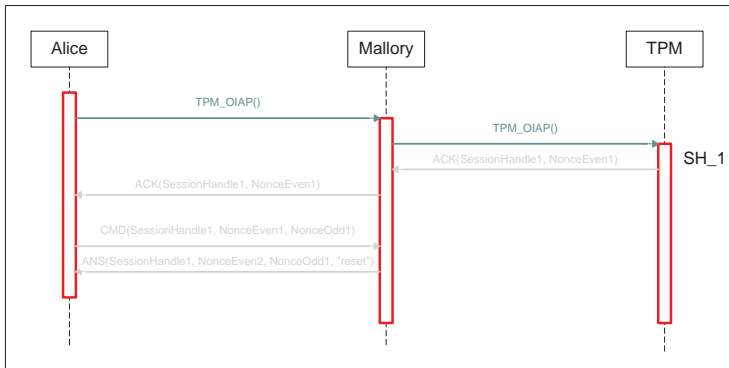 Alice
Mallory
TPM
TPM_OIAP()
TPM_OIAP()
ACK(SessionHandle1, NonceEven1)
SH_1
ACK(SessionHandle1, NonceEven1)
CMD(SessionHandle1, NonceEven1, NonceOdd1)
ANS(SessionHandle1, NonceEven2, NonceOdd1, "reset")